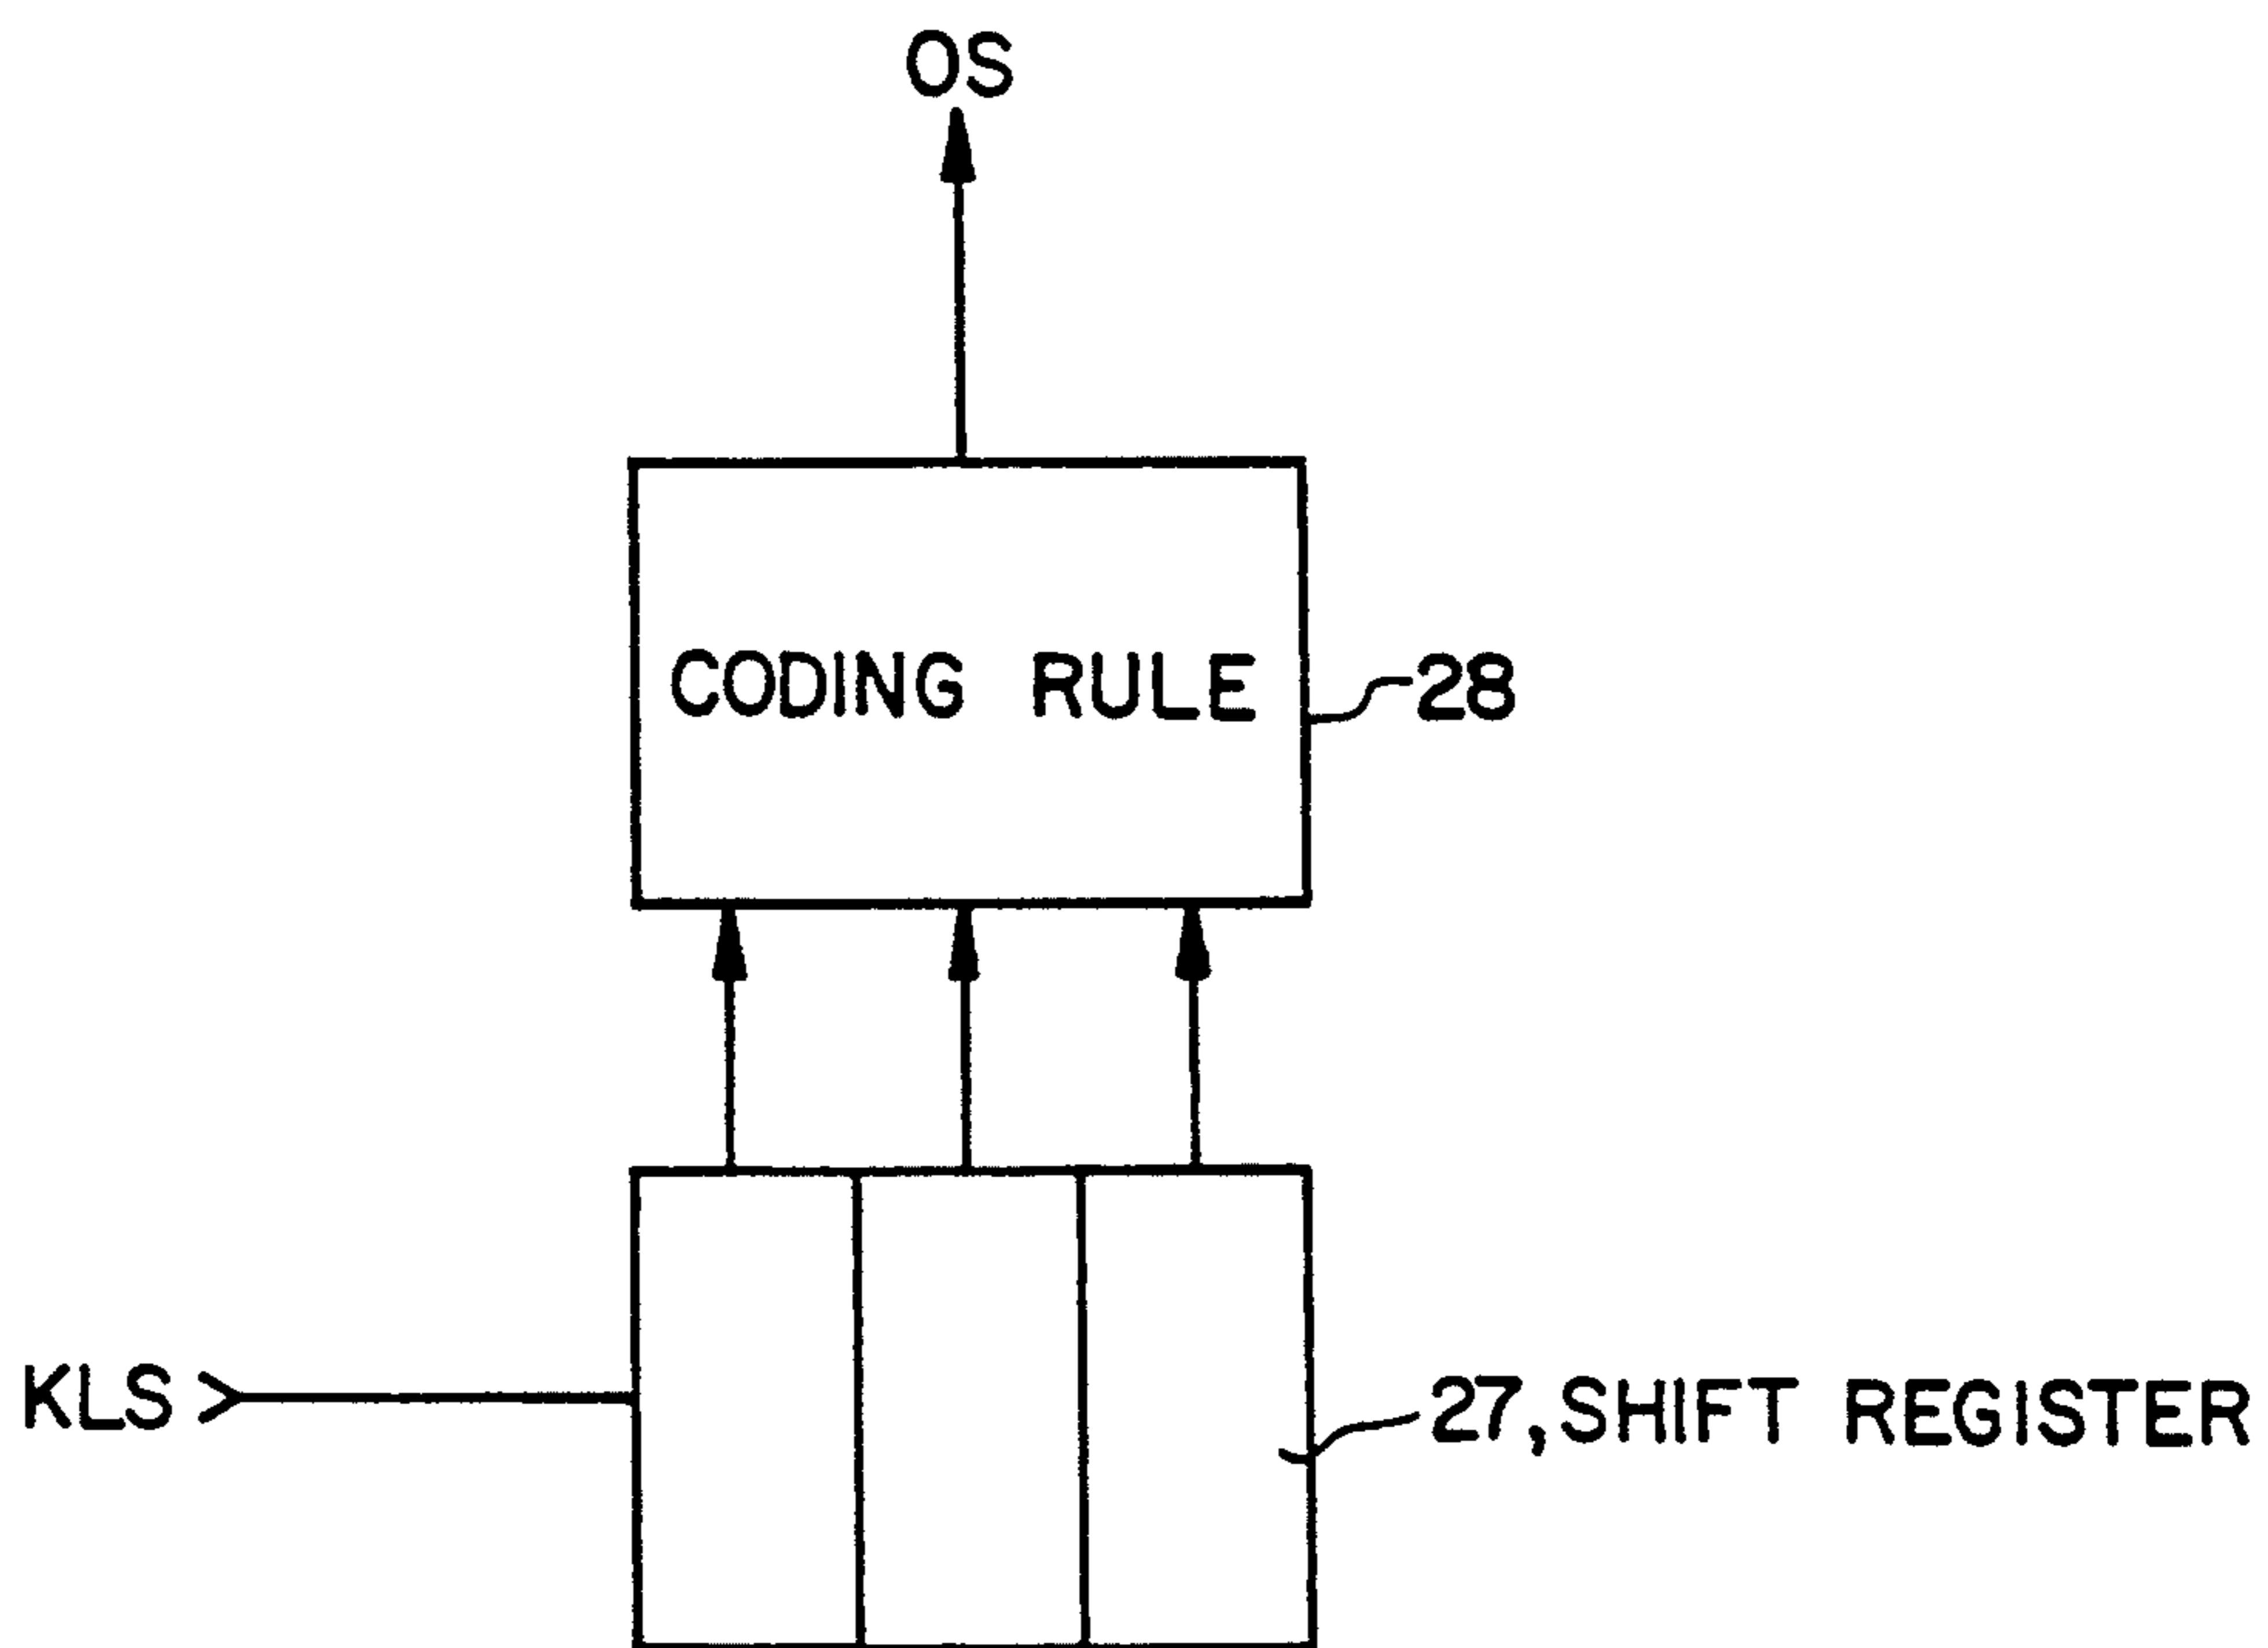 OS
CODING RULE
28
KLS
27, SHIFT REGISTER